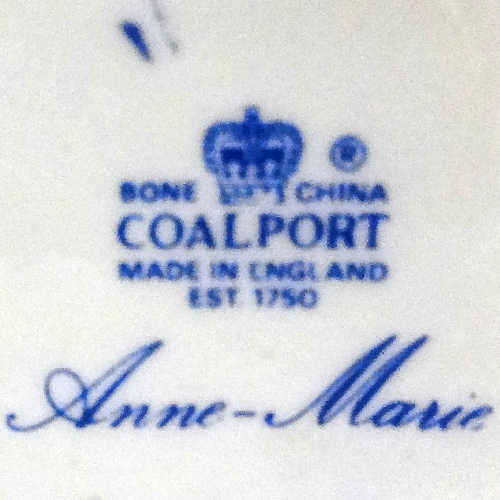 ®
BONE CHINA
COALPORT
MADE IN ENGLAND
EST. 1750
Anne-Marie